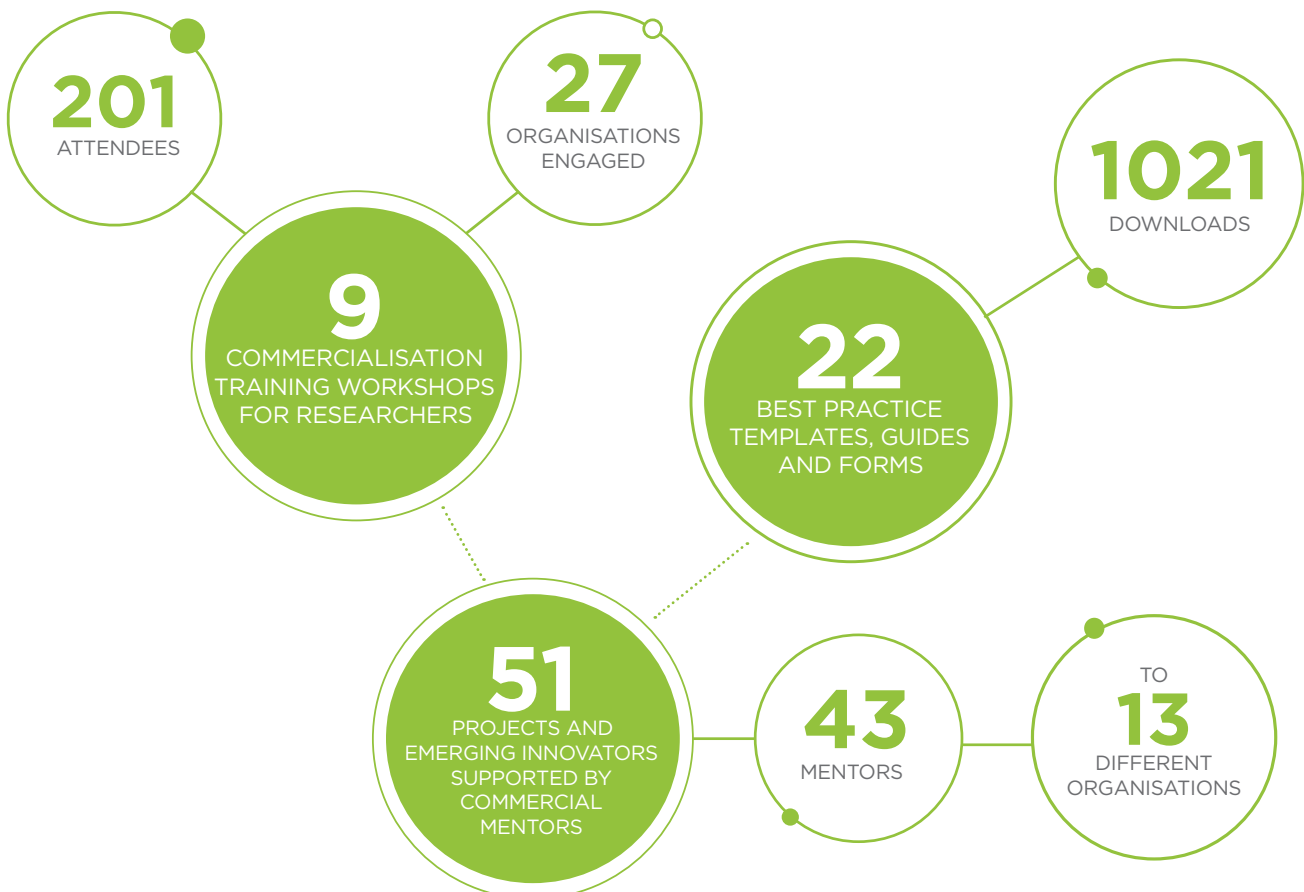 201
ATTENDEES
27
ORGANISATIONS
ENGAGED
1021
DOWNLOADS
9
COMMERCIALISATION
TRAINING WORKSHOPS
FOR RESEARCHERS
22
BEST PRACTICE
TEMPLATES, GUIDES
AND FORMS
51
PROJECTS AND
EMERGING INNOVATORS
SUPPORTED BY
COMMERCIAL
MENTORS
43
MENTORS
TO
13
DIFFERENT
ORGANISATIONS